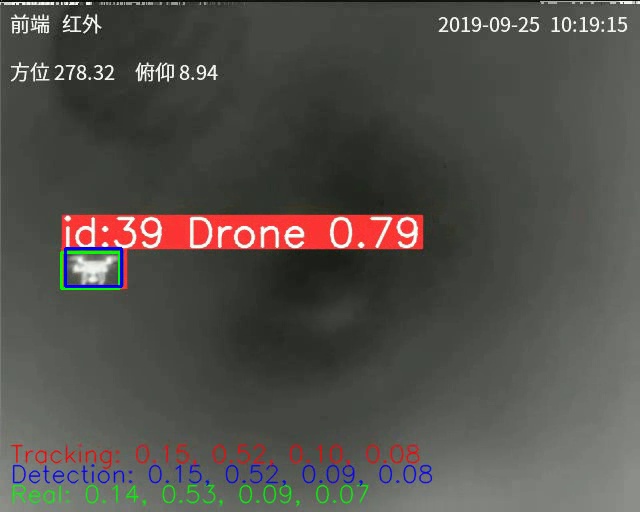 前端 红外 2019-09-25 10:19:15
方位 278.32 俯仰 8.94
id:39 Drone 0.79
Tracking: 0.15, 0.52, 0.10, 0.08
Detection: 0.15, 0.52, 0.09, 0.08
Real: 0.14, 0.53, 0.09, 0.07